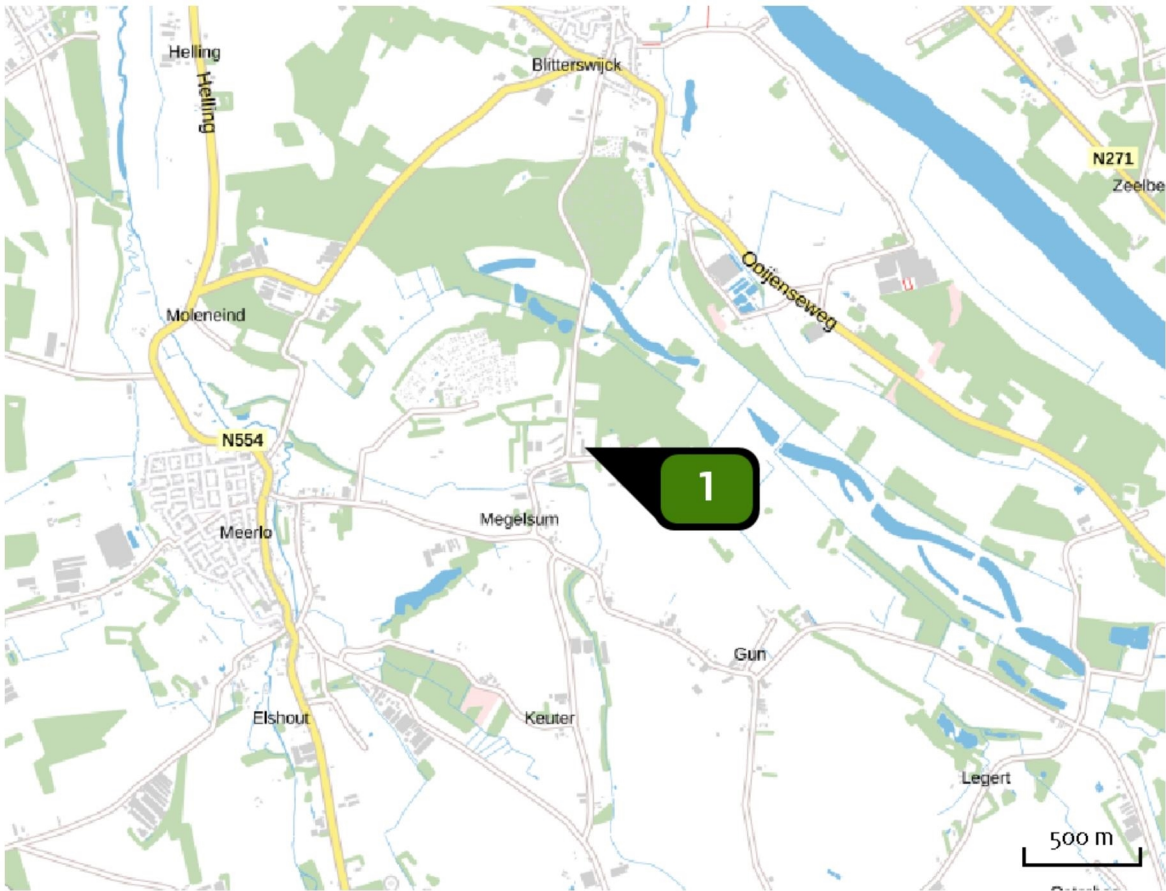 Helling
Helling
Blitterswijck
N271
Zeelbe
Ooijenseweg
Moleneind
N554
1
Megelsum
Meerlo
Gun
Elshout
Keuter
Legert
500 m